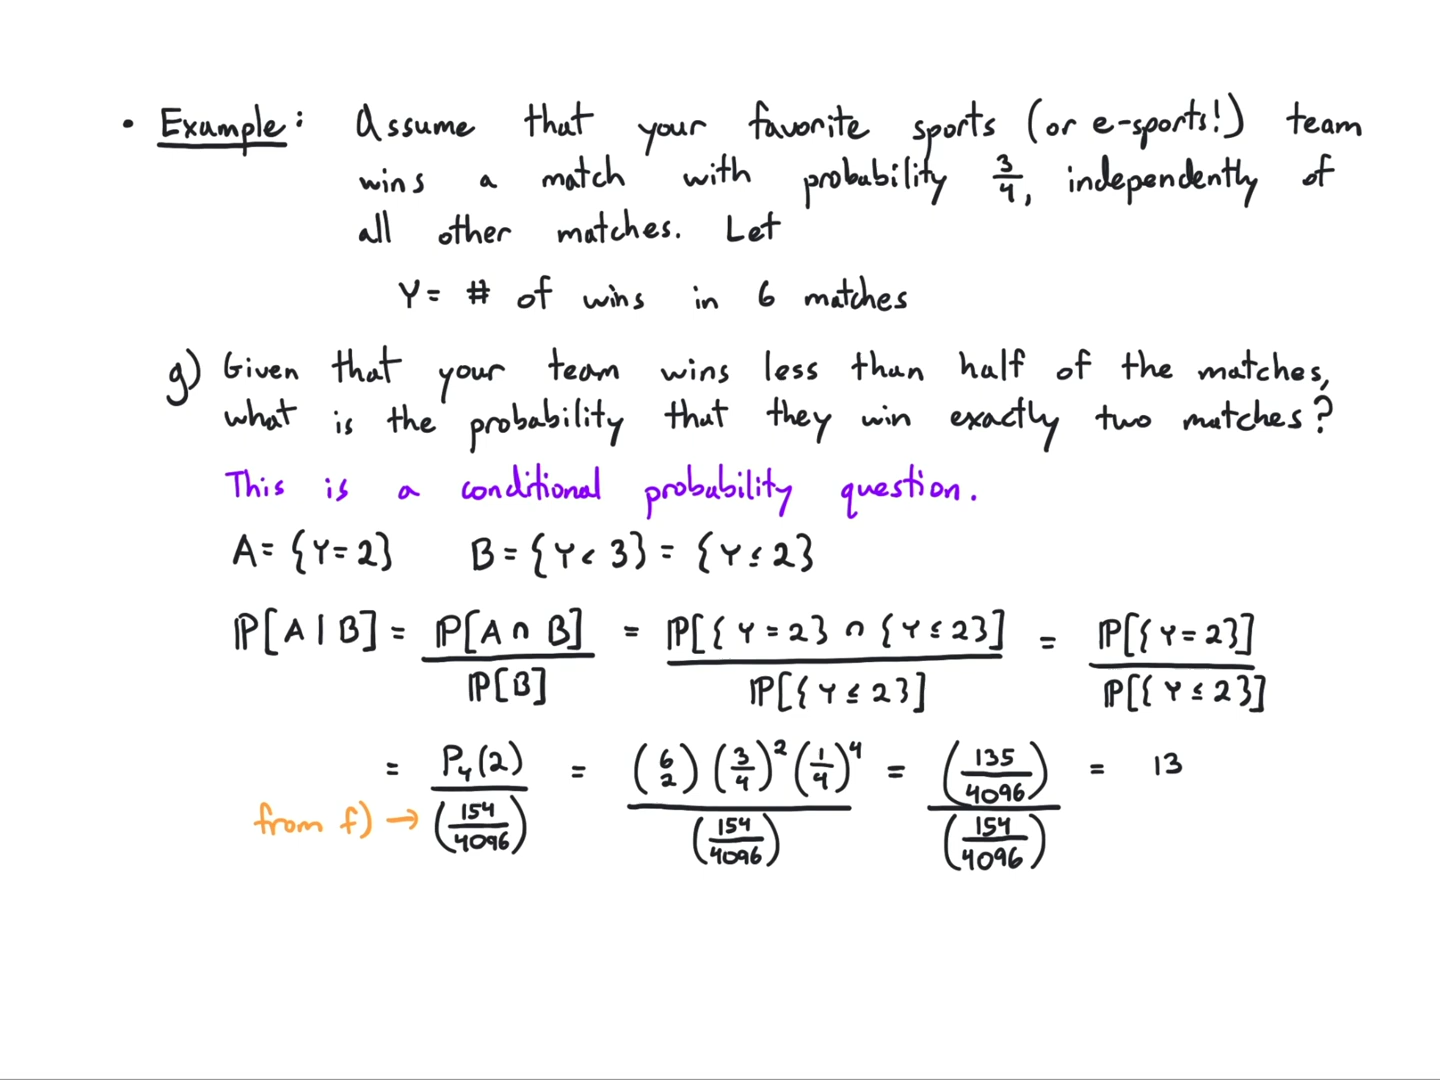 • Example: Assume that your favorite sports (or e-sports!) team
wins a match with probability 3/4, independently of
all other matches. Let
Y = # of wins in 6 matches
g) Given that your team wins less than half of the matches,
what is the probability that they win exactly two matches?
This is a conditional probability question.
A = {Y = 2} B = {Y < 3} = {Y ≤ 2}
ℙ[A | B] = ℙ[A ∩ B] / ℙ[B] = ℙ[{Y = 2} ∩ {Y ≤ 2}] / ℙ[{Y ≤ 2}] = ℙ[{Y = 2}] / ℙ[{Y ≤ 2}]
= P_Y(2) / (154/4096) = (6 2) (3/4)^2 (1/4)^4 / (154/4096) = (135/4096) / (154/4096) = 13
from f) →